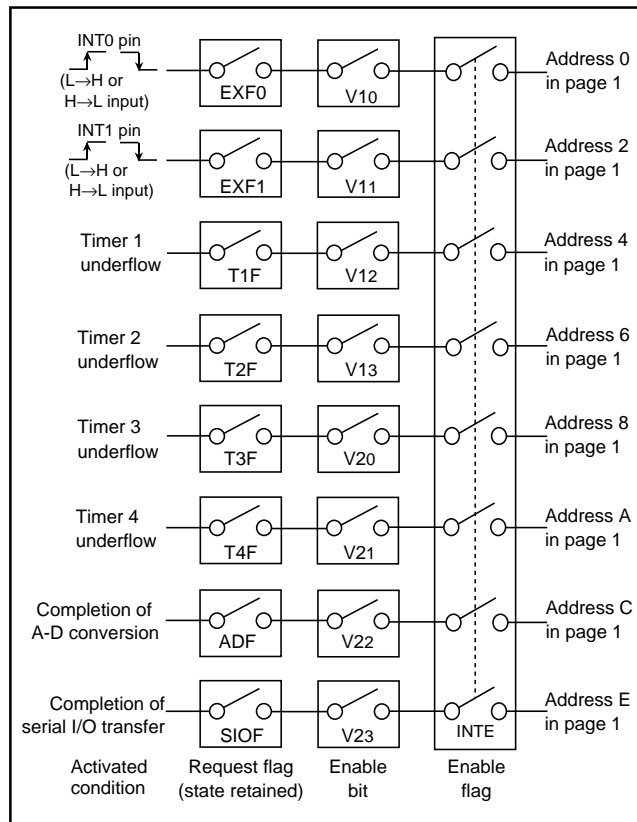 INT0 pin
(L→H or
H→L input)
EXF0
V10
Address 0
in page 1
INT1 pin
(L→H or
H→L input)
EXF1
V11
Address 2
in page 1
Timer 1
underflow
T1F
V12
Address 4
in page 1
Timer 2
underflow
T2F
V13
Address 6
in page 1
Timer 3
underflow
T3F
V20
Address 8
in page 1
Timer 4
underflow
T4F
V21
Address A
in page 1
Completion of
A-D conversion
ADF
V22
Address C
in page 1
Completion of
serial I/O transfer
SIOF
V23
INTE
Address E
in page 1
Activated
condition
Request flag
(state retained)
Enable
bit
Enable
flag